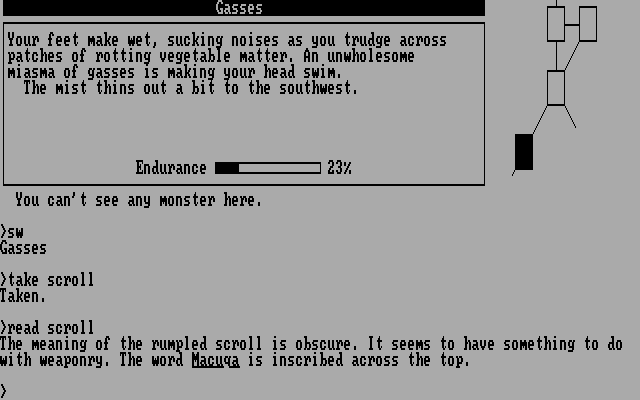 Gasses
Your feet make wet, sucking noises as you trudge across
patches of rotting vegetable matter. An unwholesome
miasma of gasses is making your head swim.
The mist thins out a bit to the southwest.
Endurance 23%
You can't see any monster here.
>sw
Gasses
>take scroll
Taken.
>read scroll
The meaning of the rumpled scroll is obscure. It seems to have something to do
with weaponry. The word Macuqa is inscribed across the top.
>